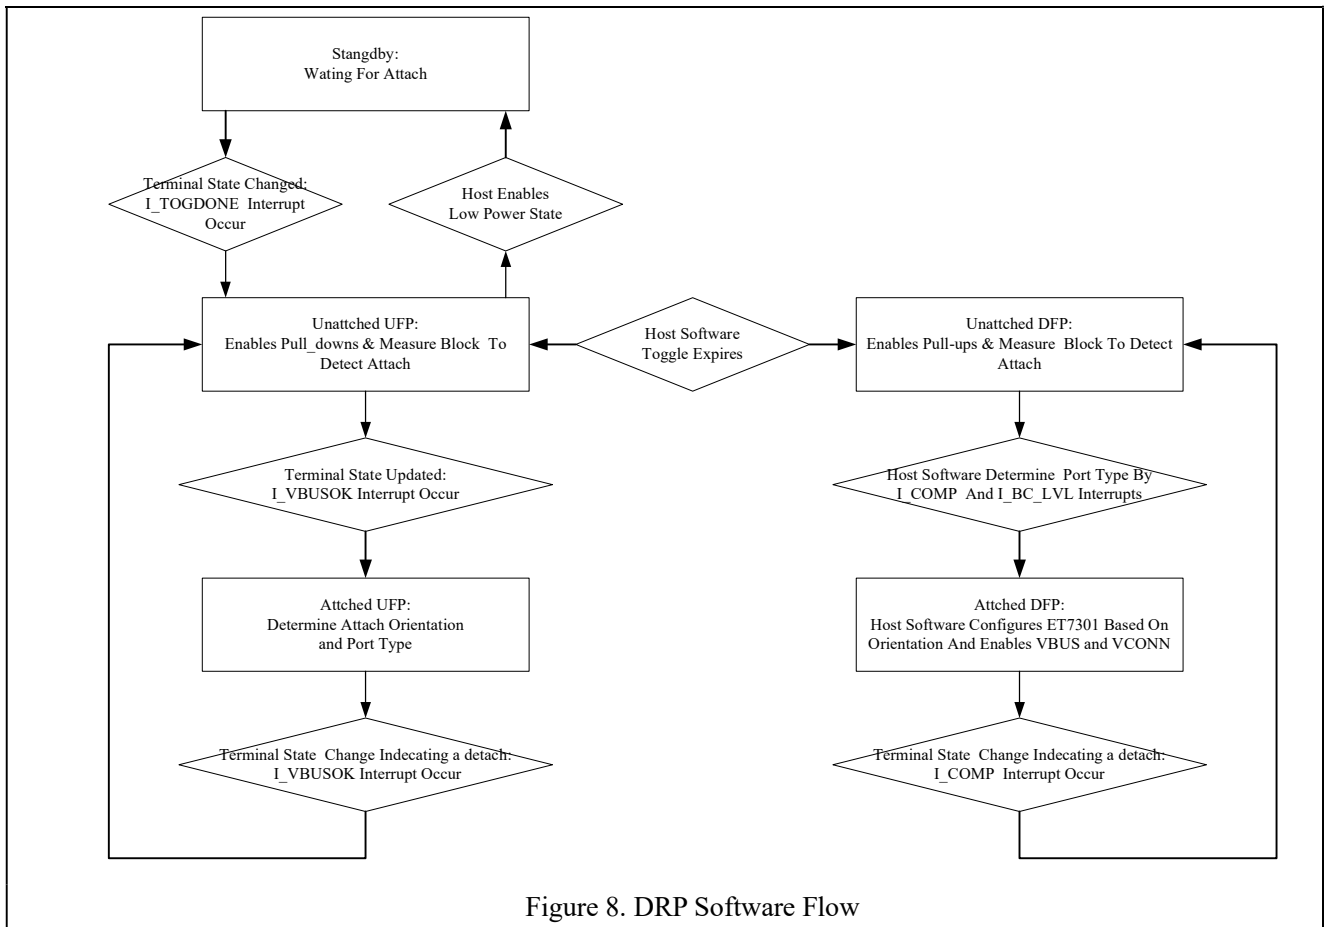 Stangdby:
Wating For Attach
Terminal State Changed:
I_TOGDONE Interrupt
Occur
Host Enables
Low Power State
Unattched UFP:
Enables Pull_downs & Measure Block To
Detect Attach
Host Software
Toggle Expires
Unattched DFP:
Enables Pull-ups & Measure Block To Detect
Attach
Terminal State Updated:
I_VBUSOK Interrupt Occur
Host Software Determine Port Type By
I_COMP And I_BC_LVL Interrupts
Attched UFP:
Determine Attach Orientation
and Port Type
Attched DFP:
Host Software Configures ET7301 Based On
Orientation And Enables VBUS and VCONN
Terminal State Change Indecating a detach:
I_VBUSOK Interrupt Occur
Terminal State Change Indecating a detach:
I_COMP Interrupt Occur
Figure 8. DRP Software Flow